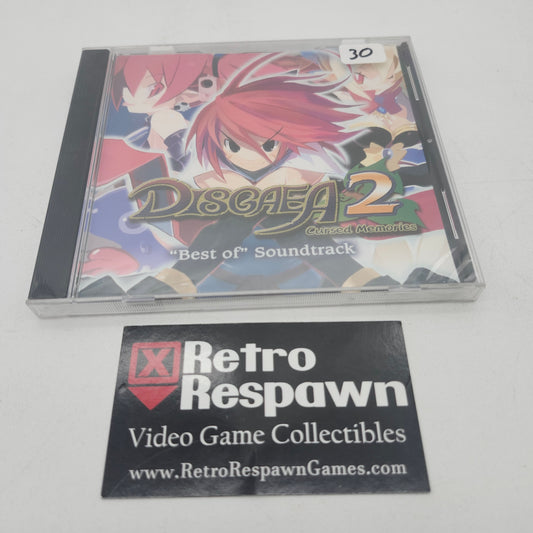 30
DISGAEA 2
Cursed Memories
"Best of" Soundtrack
X Retro
Respawn
Video Game Collectibles
www.RetroRespawnGames.com